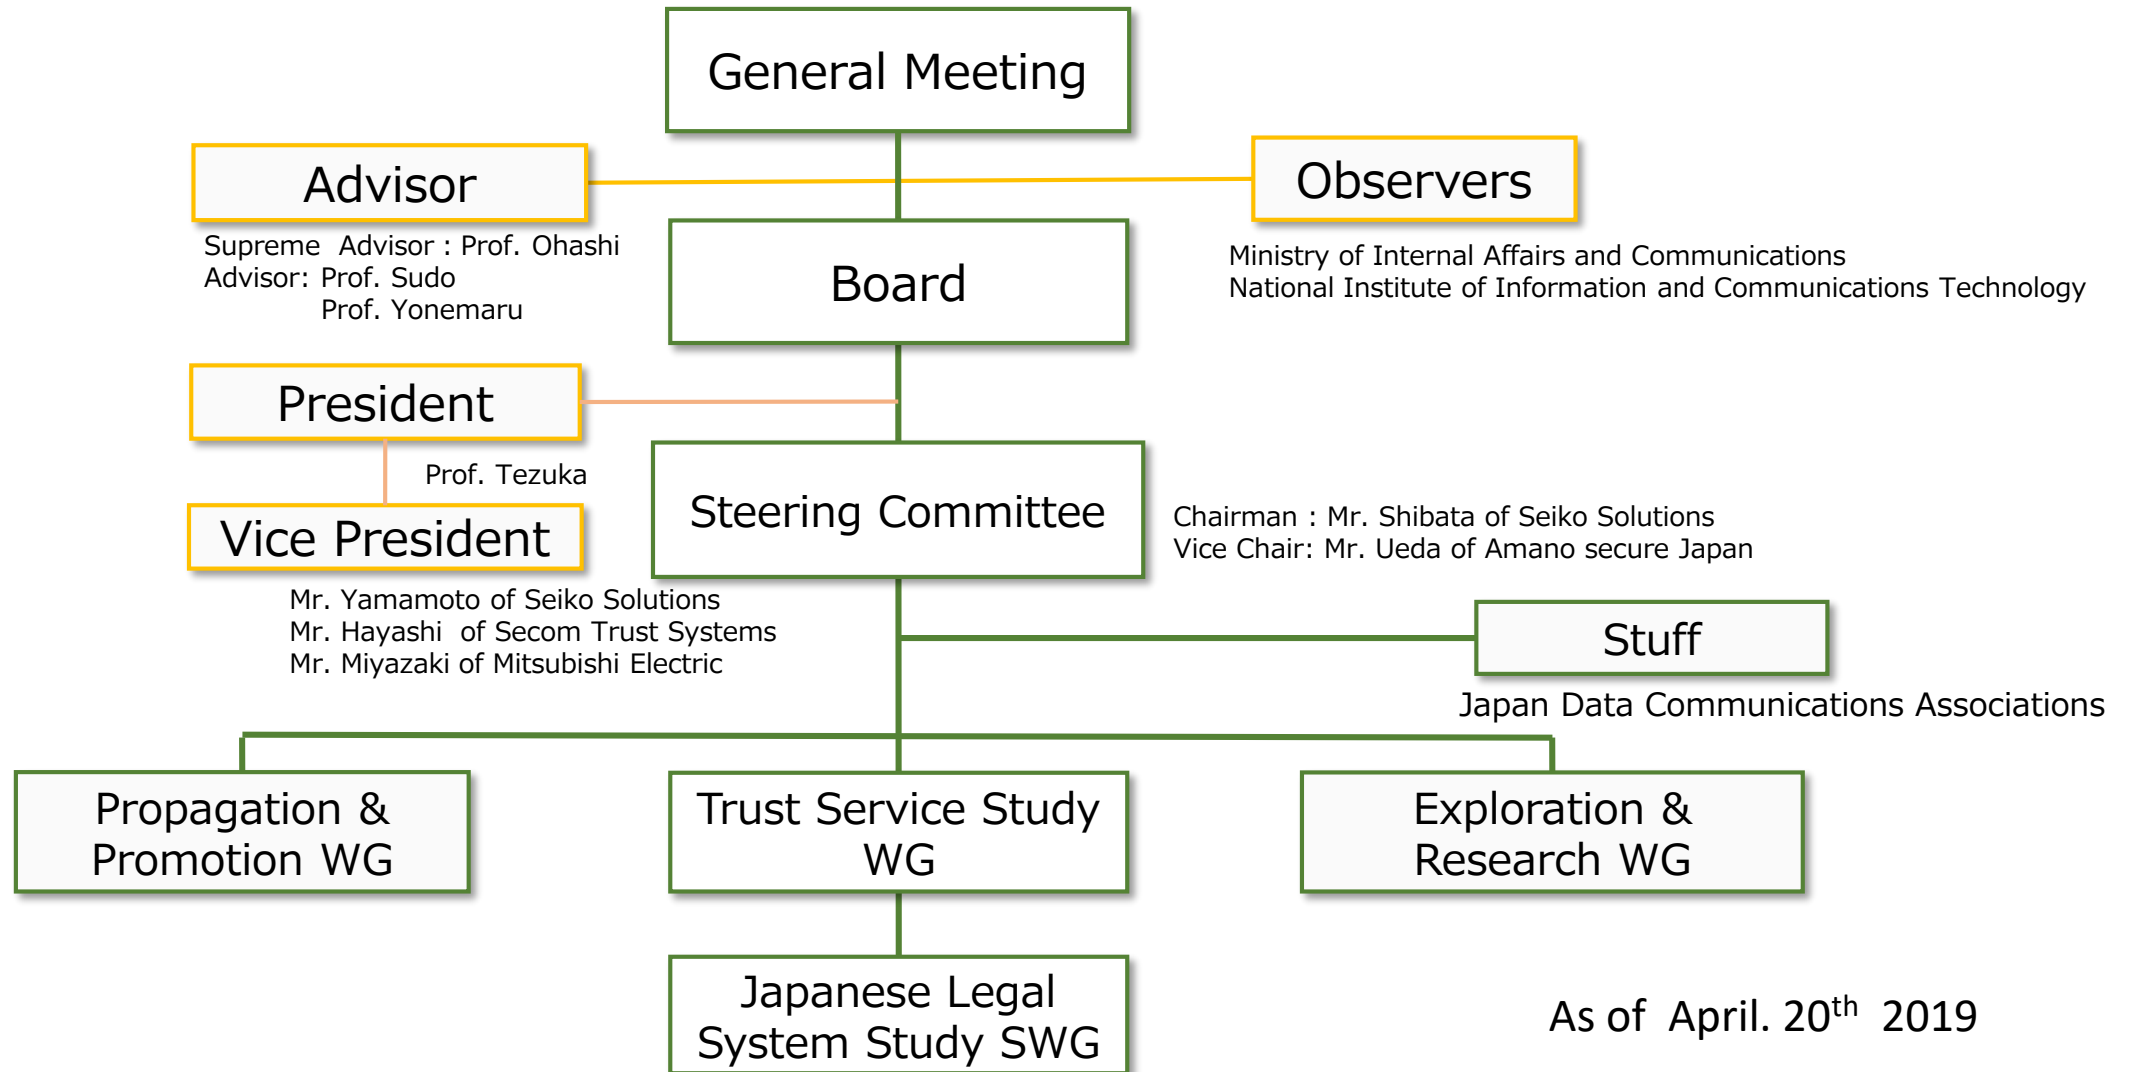 General Meeting
Advisor
Observers
Supreme Advisor : Prof. Ohashi
Advisor: Prof. Sudo
Prof. Yonemaru
Board
Ministry of Internal Affairs and Communications
National Institute of Information and Communications Technology
President
Prof. Tezuka
Vice President
Steering Committee
Chairman : Mr. Shibata of Seiko Solutions
Vice Chair: Mr. Ueda of Amano secure Japan
Mr. Yamamoto of Seiko Solutions
Mr. Hayashi of Secom Trust Systems
Mr. Miyazaki of Mitsubishi Electric
Stuff
Japan Data Communications Associations
Propagation &
Promotion WG
Trust Service Study
WG
Exploration &
Research WG
Japanese Legal
System Study SWG
As of April. 20th 2019